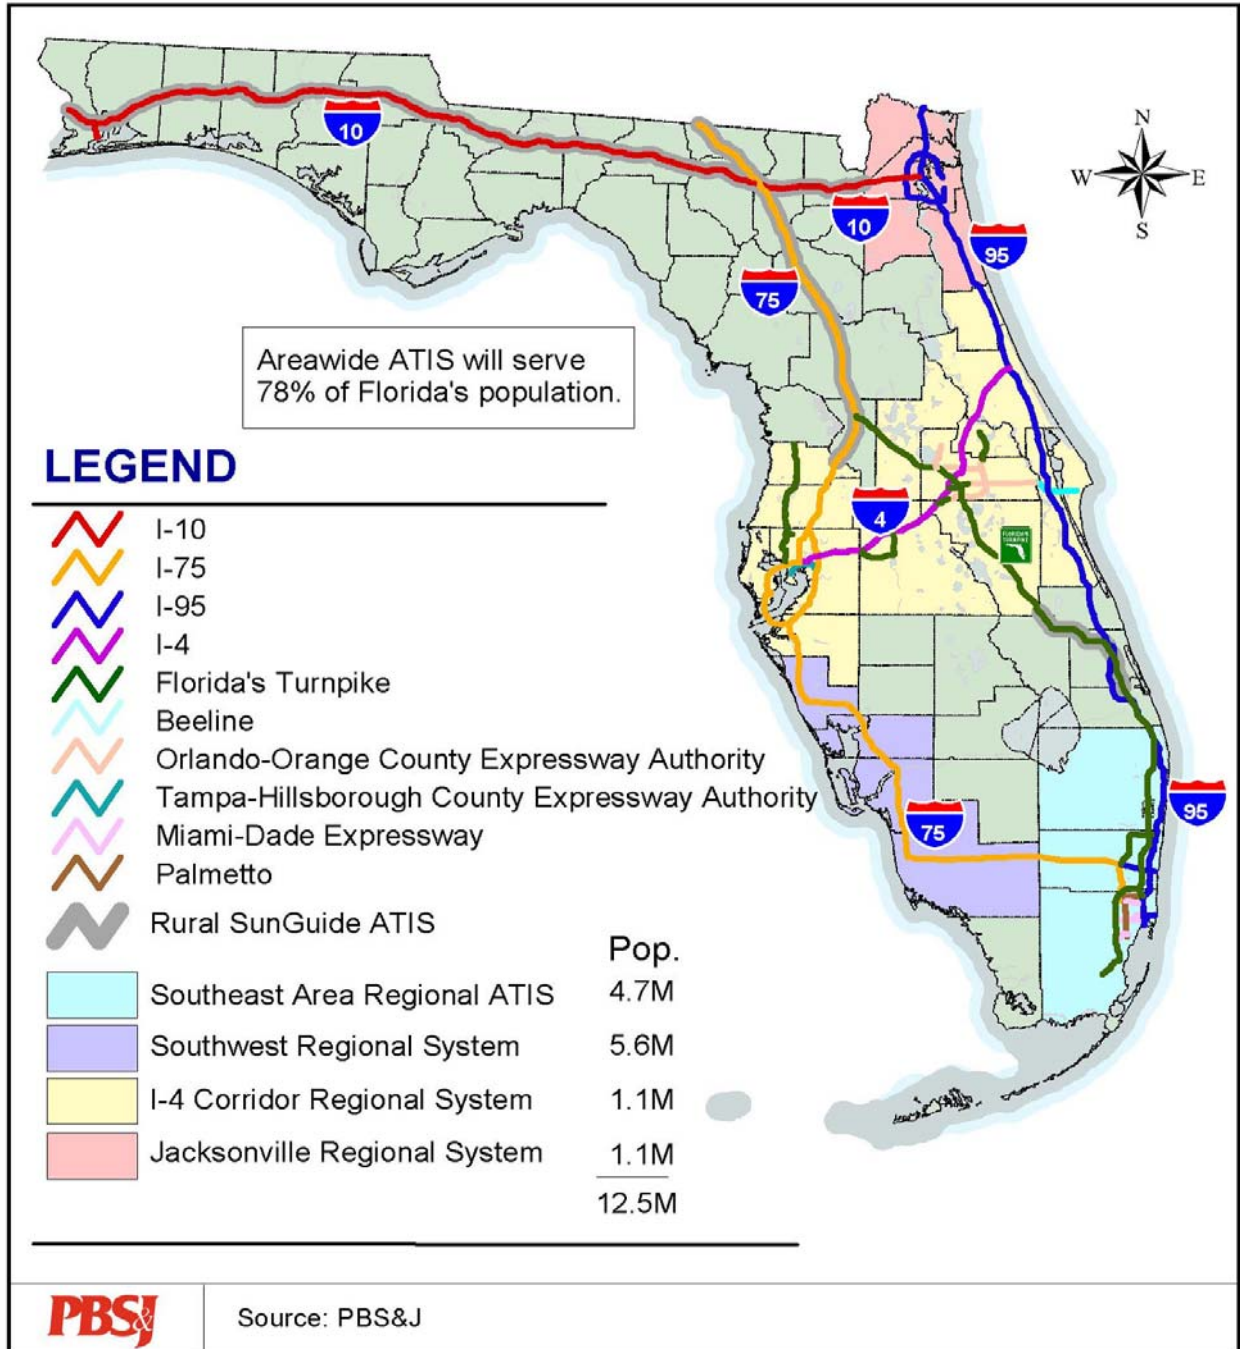 10
N
W
E
S
10
95
75
Areawide ATIS will serve
78% of Florida's population.
LEGEND
4
FLORIDA'S
TURNPIKE
I-10
I-75
I-95
I-4
Florida's Turnpike
Beeline
Orlando-Orange County Expressway Authority
Tampa-Hillsborough County Expressway Authority
Miami-Dade Expressway
Palmetto
75
95
Rural SunGuide ATIS
Pop.
Southeast Area Regional ATIS 4.7M
Southwest Regional System 5.6M
I-4 Corridor Regional System 1.1M
Jacksonville Regional System 1.1M
12.5M
PBS&J
Source: PBS&J